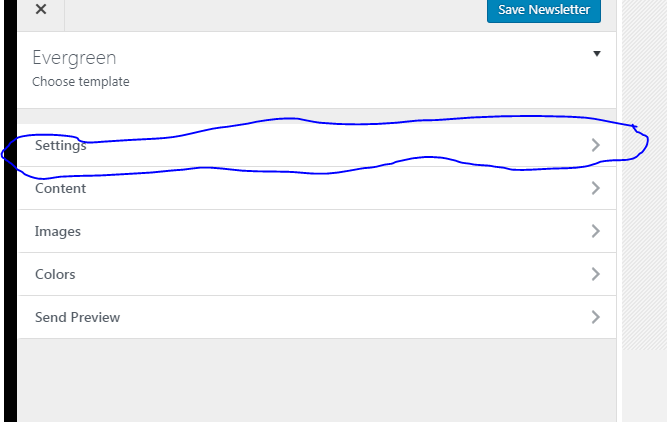 Save Newsletter
Evergreen
Choose template
Settings
Content
Images
Colors
Send Preview